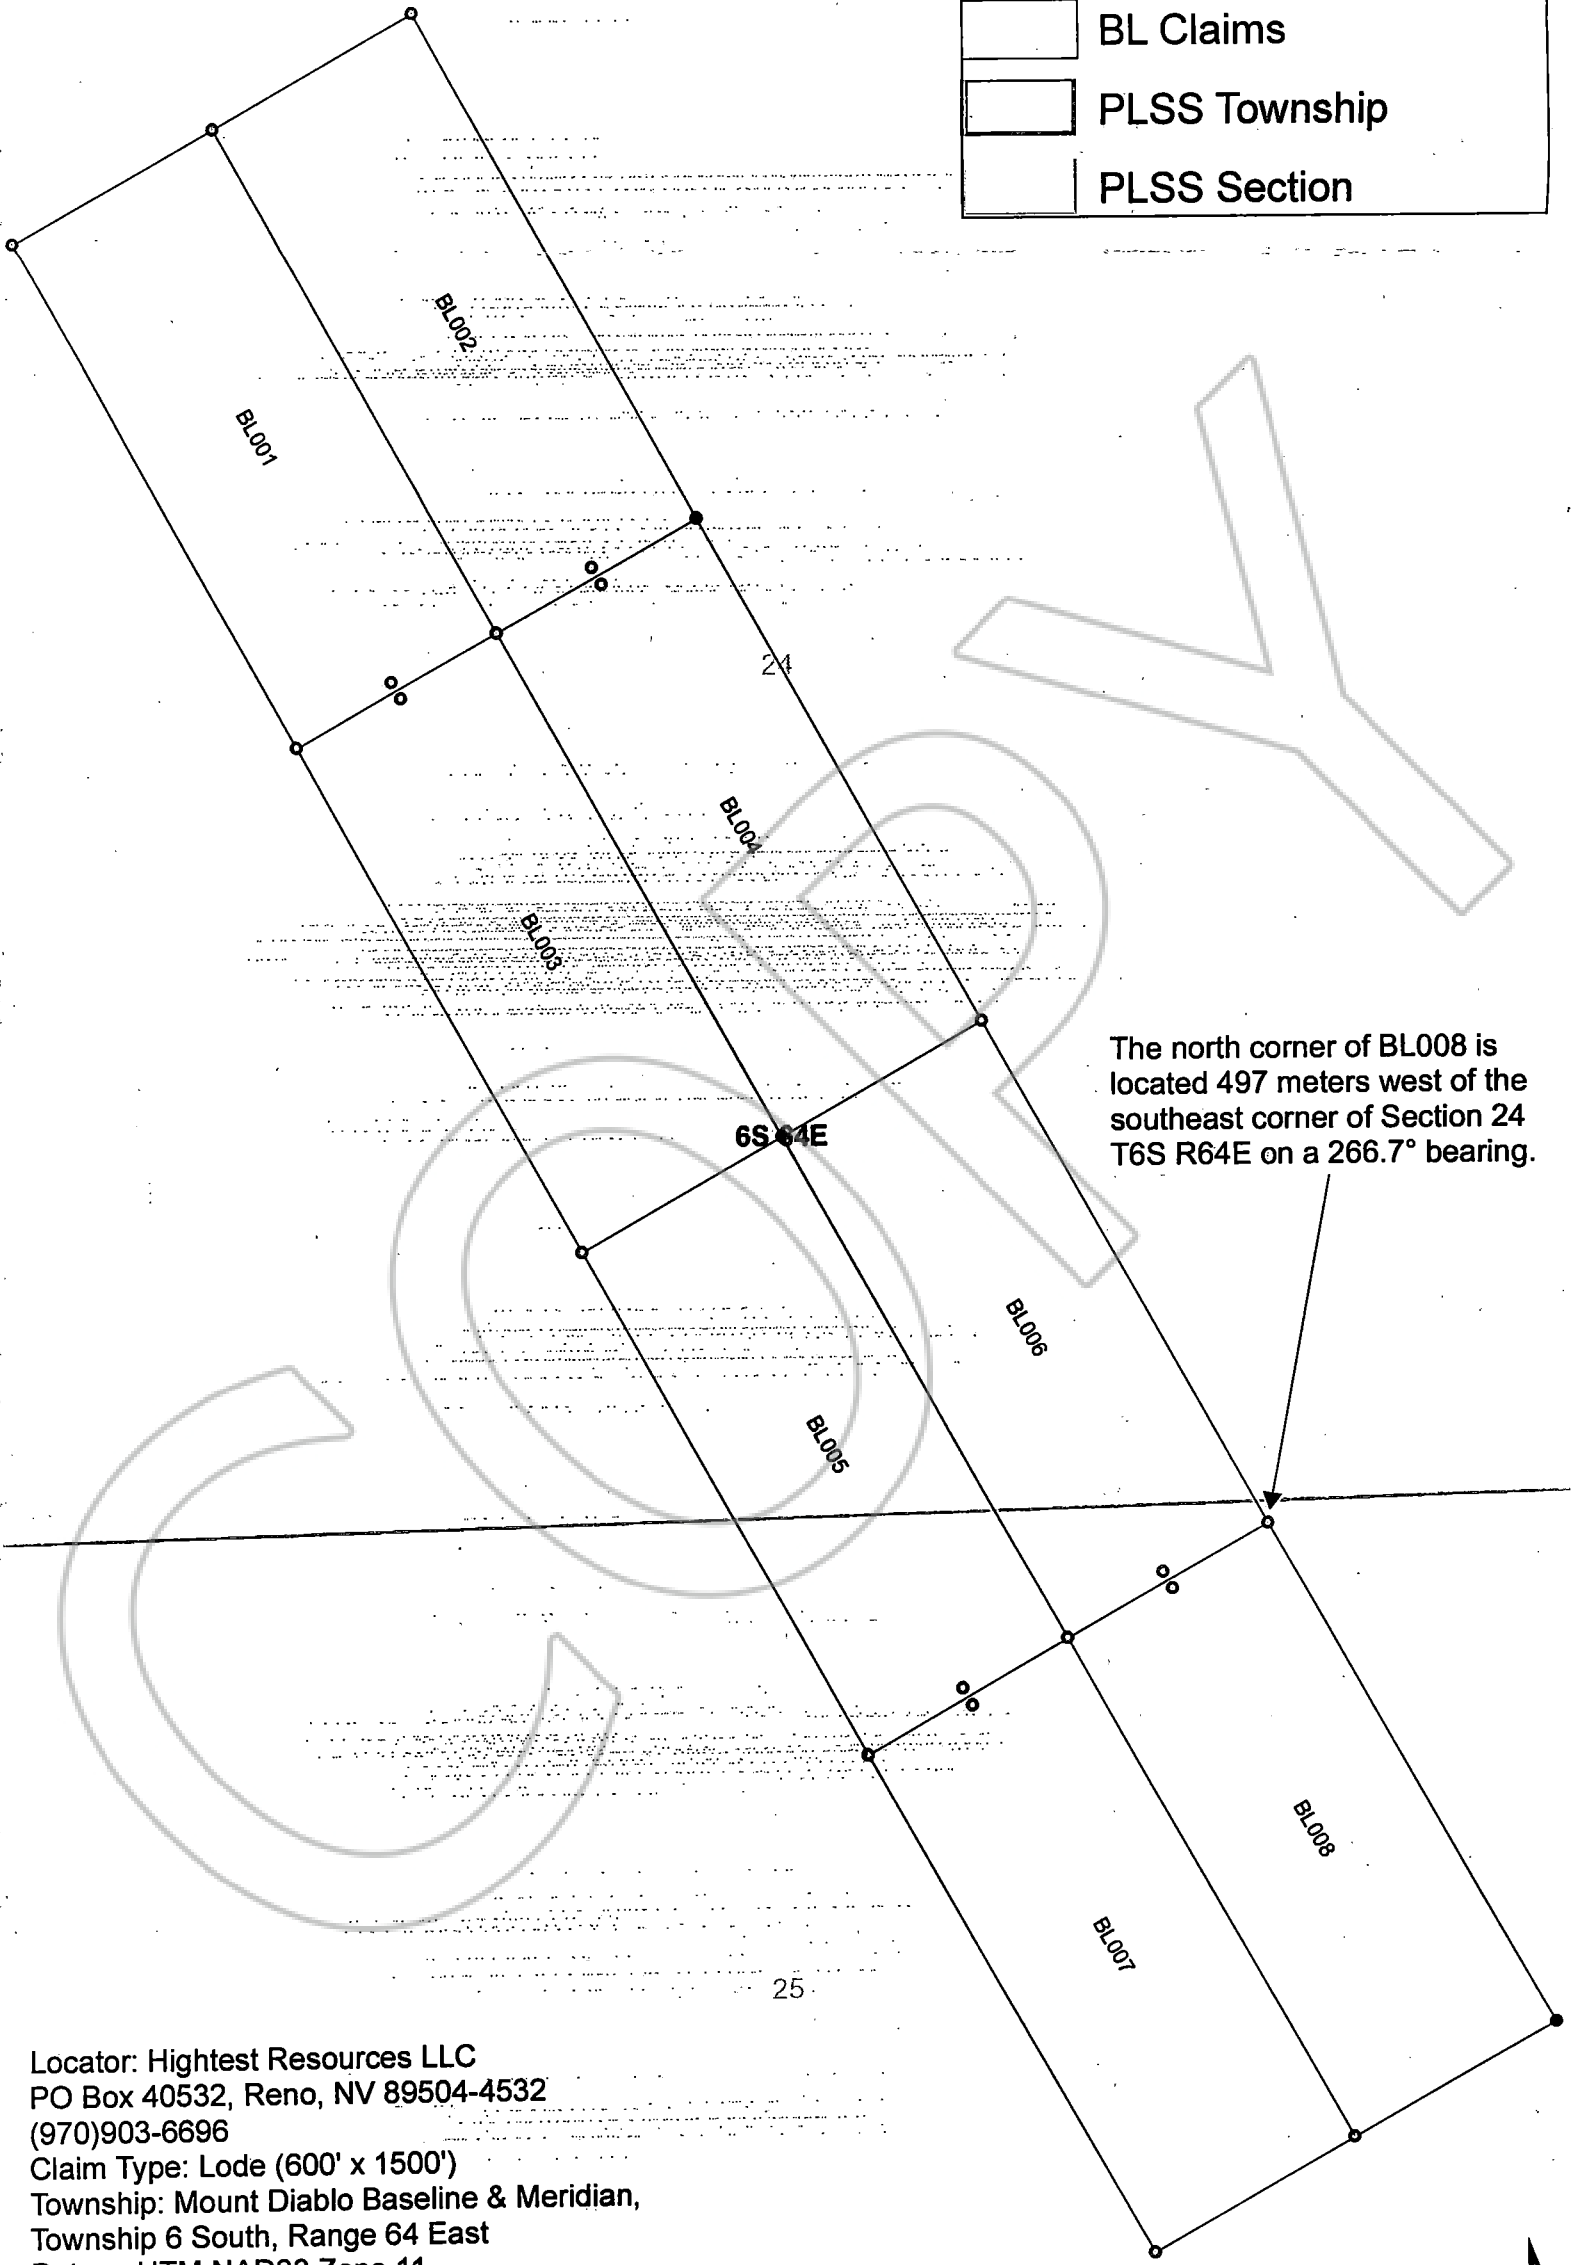 BL Claims
PLSS Township
PLSS Section
BL002
BL001
24
BL004
BL003
The north corner of BL008 is
located 497 meters west of the
southeast corner of Section 24
T6S R64E on a 266.7° bearing.
6S 64E
BL006
BL005
BL008
BL007
25
COPY
Locator: Hightest Resources LLC
PO Box 40532, Reno, NV 89504-4532
(970)903-6696
Claim Type: Lode (600' x 1500')
Township: Mount Diablo Baseline & Meridian,
Township 6 South, Range 64 East